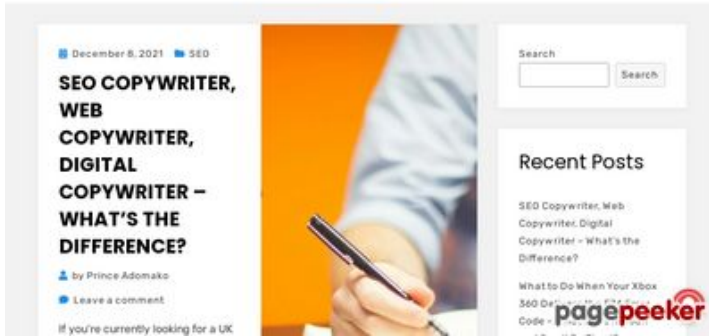 December 8, 2021 SEO
SEO COPYWRITER,
WEB
COPYWRITER,
DIGITAL
COPYWRITER –
WHAT'S THE
DIFFERENCE?
by Prince Adomako
Leave a comment
If you're currently looking for a UK
Search
Search
Recent Posts
SEO Copywriter, Web
Copywriter, Digital
Copywriter – What's the
Difference?
What to Do When Your Xbox
360
Code
pagepeeker